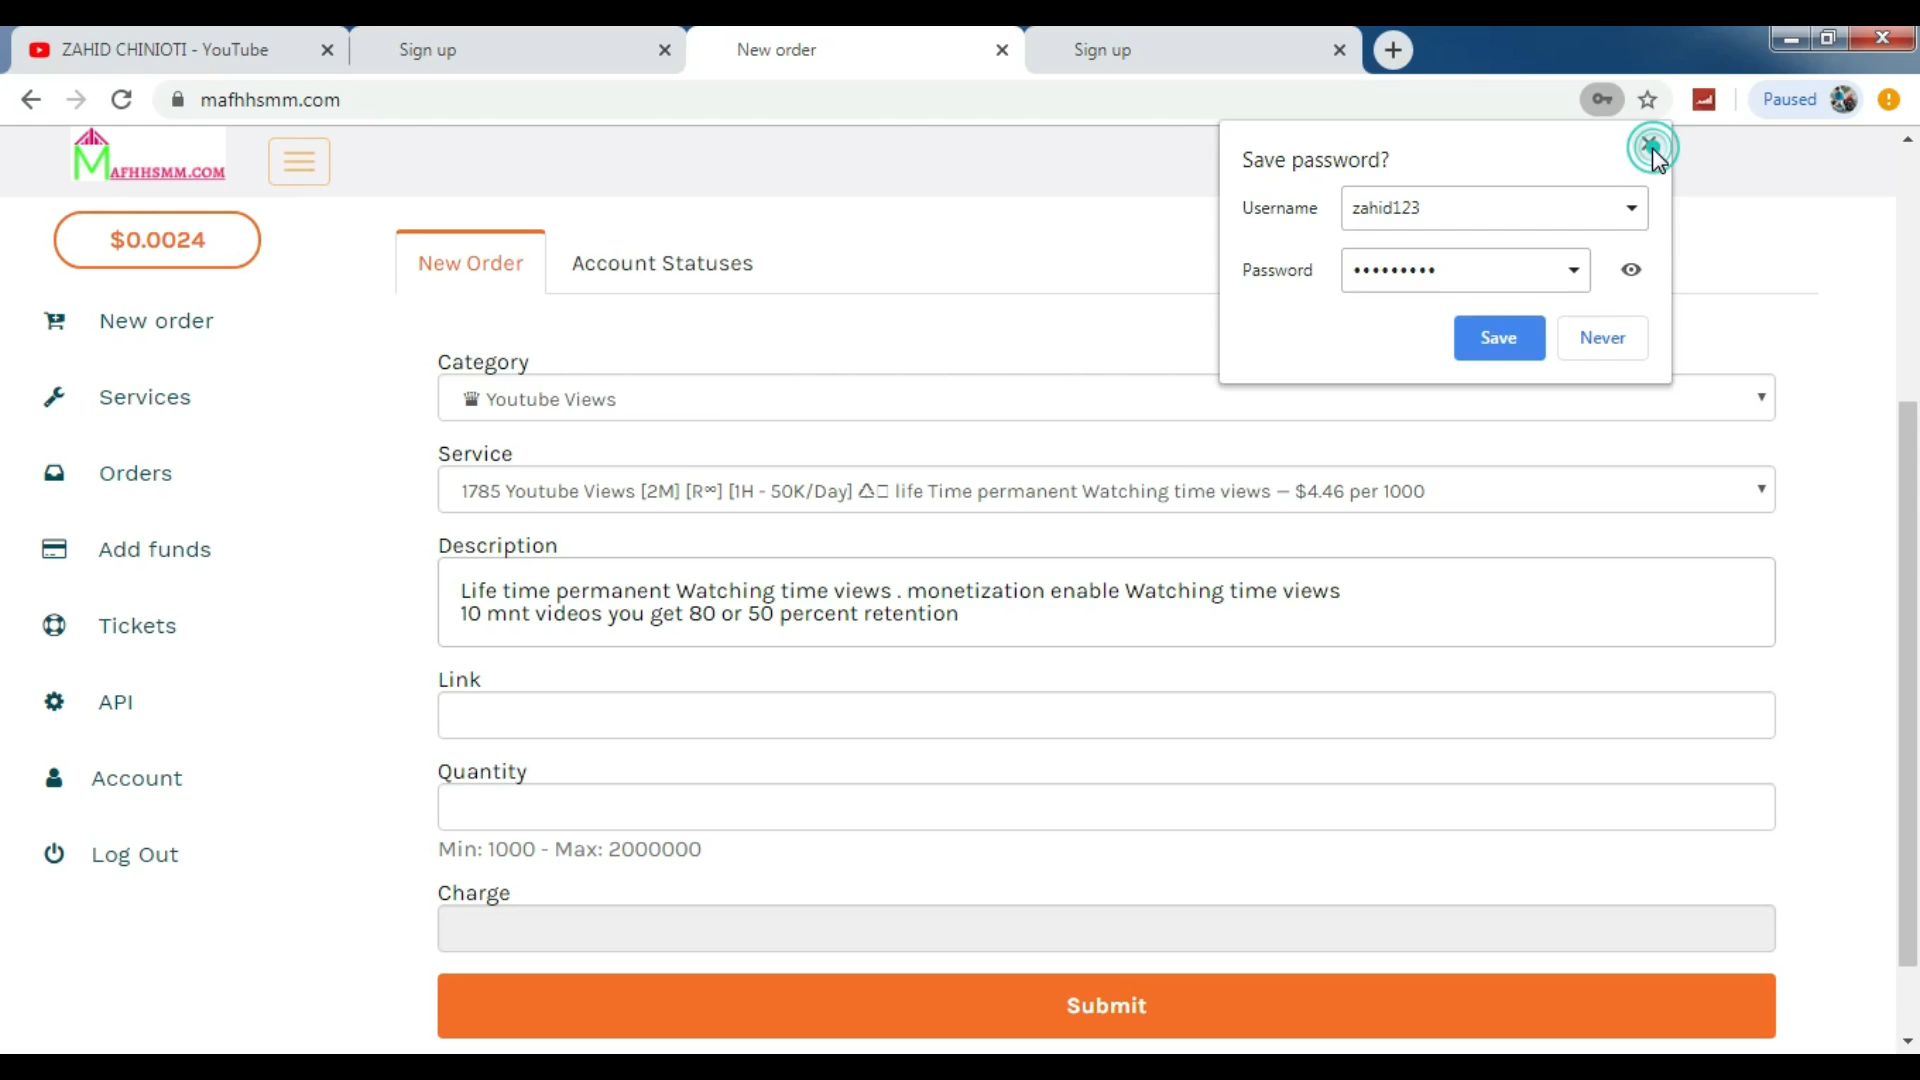 ZAHID CHINIOTI - YouTube
Sign up
New order
Sign up
mafhhsmm.com
Paused
MAFHHSMM.COM
Save password?
Username
zahid123
Password
•••••••••
Save
Never
$0.0024
New order
Services
Orders
Add funds
Tickets
API
Account
Log Out
New Order
Account Statuses
Category
♛ Youtube Views
Service
1785 Youtube Views [2M] [R∞] [1H - 50K/Day] ♺ life Time permanent Watching time views — $4.46 per 1000
Description
Life time permanent Watching time views . monetization enable Watching time views
10 mnt videos you get 80 or 50 percent retention
Link
Quantity
Min: 1000 - Max: 2000000
Charge
Submit